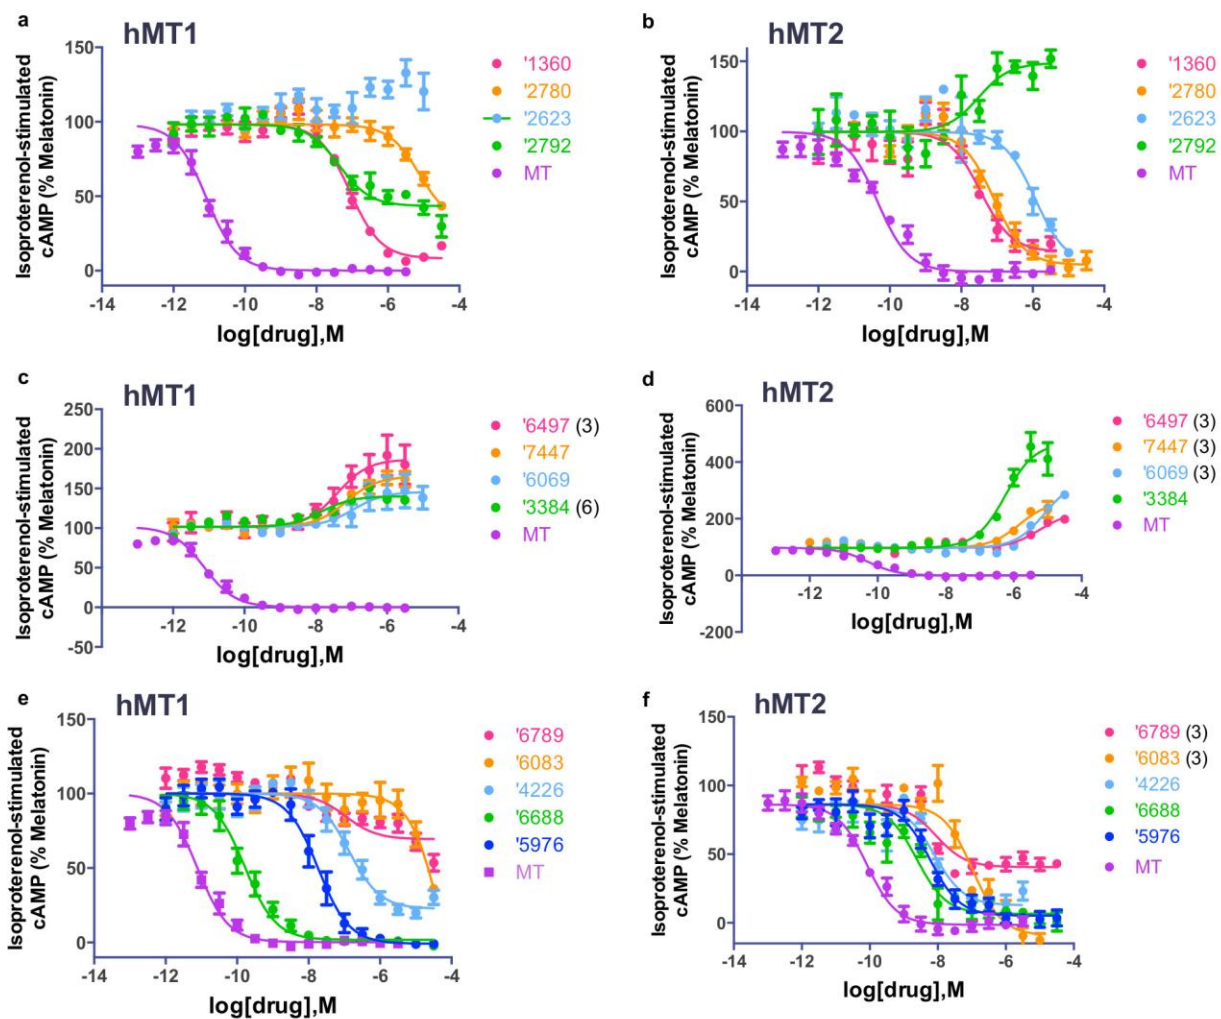 a
hMT1
Isoproterenol-stimulated
cAMP (% Melatonin)
150
100
50
0
-14
-12
-10
-8
-6
-4
log[drug],M
'1360
'2780
'2623
'2792
MT
b
hMT2
Isoproterenol-stimulated
cAMP (% Melatonin)
150
100
50
0
-14
-12
-10
-8
-6
-4
log[drug],M
'1360
'2780
'2623
'2792
MT
c
hMT1
Isoproterenol-stimulated
cAMP (% Melatonin)
250
200
150
100
50
0
-50
-12
-10
-8
-6
-4
log[drug],M
'6497 (3)
'7447
'6069
'3384 (6)
MT
d
hMT2
Isoproterenol-stimulated
cAMP (% Melatonin)
600
400
200
0
-200
-12
-10
-8
-6
-4
log[drug],M
'6497 (3)
'7447 (3)
'6069 (3)
'3384
MT
e
hMT1
Isoproterenol-stimulated
cAMP (% Melatonin)
150
100
50
0
-14
-12
-10
-8
-6
-4
log[drug],M
'6789
'6083
'4226
'6688
'5976
MT
f
hMT2
Isoproterenol-stimulated
cAMP (% Melatonin)
150
100
50
0
-14
-12
-10
-8
-6
-4
log[drug],M
'6789 (3)
'6083 (3)
'4226
'6688
'5976
MT